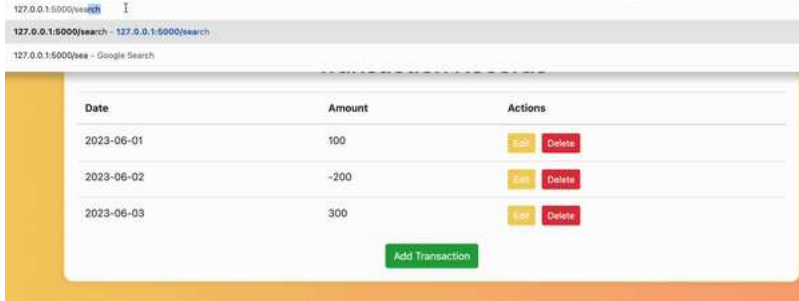 127.0.0.1:5000/search
127.0.0.1:5000/search - 127.0.0.1:5000/search
127.0.0.1:5000/sea - Google Search
Transaction Records
Date Amount Actions
2023-06-01 100 Edit Delete
2023-06-02 -200 Edit Delete
2023-06-03 300 Edit Delete
Add Transaction